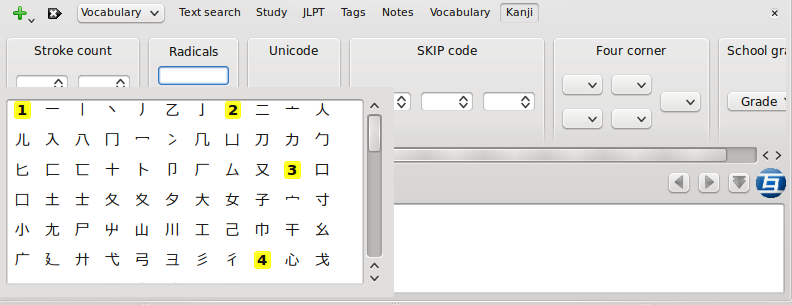 Vocabulary Text search Study JLPT Tags Notes Vocabulary Kanji
Stroke count Radicals Unicode SKIP code Four corner School gra
Grade
1 一 丨 丶 丿 乙 亅 2 二 亠 人
儿 入 八 冂 冖 冫 几 凵 刀 力 勹
匕 匚 匸 十 卜 卩 厂 厶 又 3 口
囗 土 士 夂 夊 夕 大 女 子 宀 寸
小 尢 尸 屮 山 川 工 己 巾 干 幺
广 廴 廾 弋 弓 彐 彡 彳 4 心 戈
互